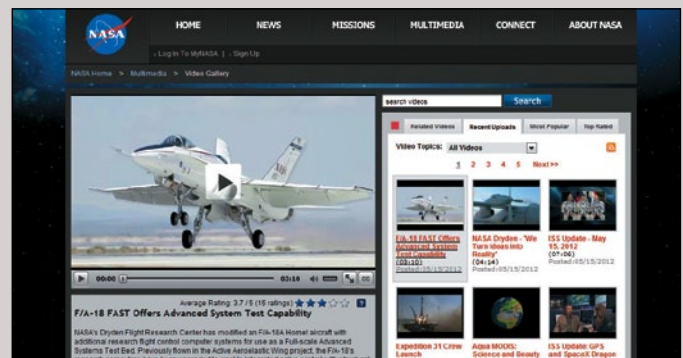 NASA
HOME NEWS MISSIONS MULTIMEDIA CONNECT ABOUT NASA
Log In To MyNASA | Sign Up
NASA Home > Multimedia > Video Gallery
search videos Search
Related Videos Recent Uploads Most Popular Top Rated
Video Topics: All Videos
1 2 3 4 5 Next >>
F/A-18 FAST Offers
Advanced System
Test Capability
(03:10)
Posted:05/15/2012
NASA Dryden - "We
Turn Ideas into
Reality"
(04:14)
Posted:05/15/2012
ISS Update - May
15, 2012
(07:06)
Posted:05/15/2012
00:00 03:10
Average Rating: 3.7 / 5 (16 ratings)
F/A-18 FAST Offers Advanced System Test Capability
NASA's Dryden Flight Research Center has modified an F/A-18A Hornet aircraft with
additional research flight control computer systems for use as a Full-scale Advanced
Systems Test Bed. Previously flown in the Active Aeroelastic Wing project, the F/A-18's
Expedition 31 Crew
Launch
Aqua MODIS:
Science and Beauty
ISS Update: GPS
and SpaceX Dragon